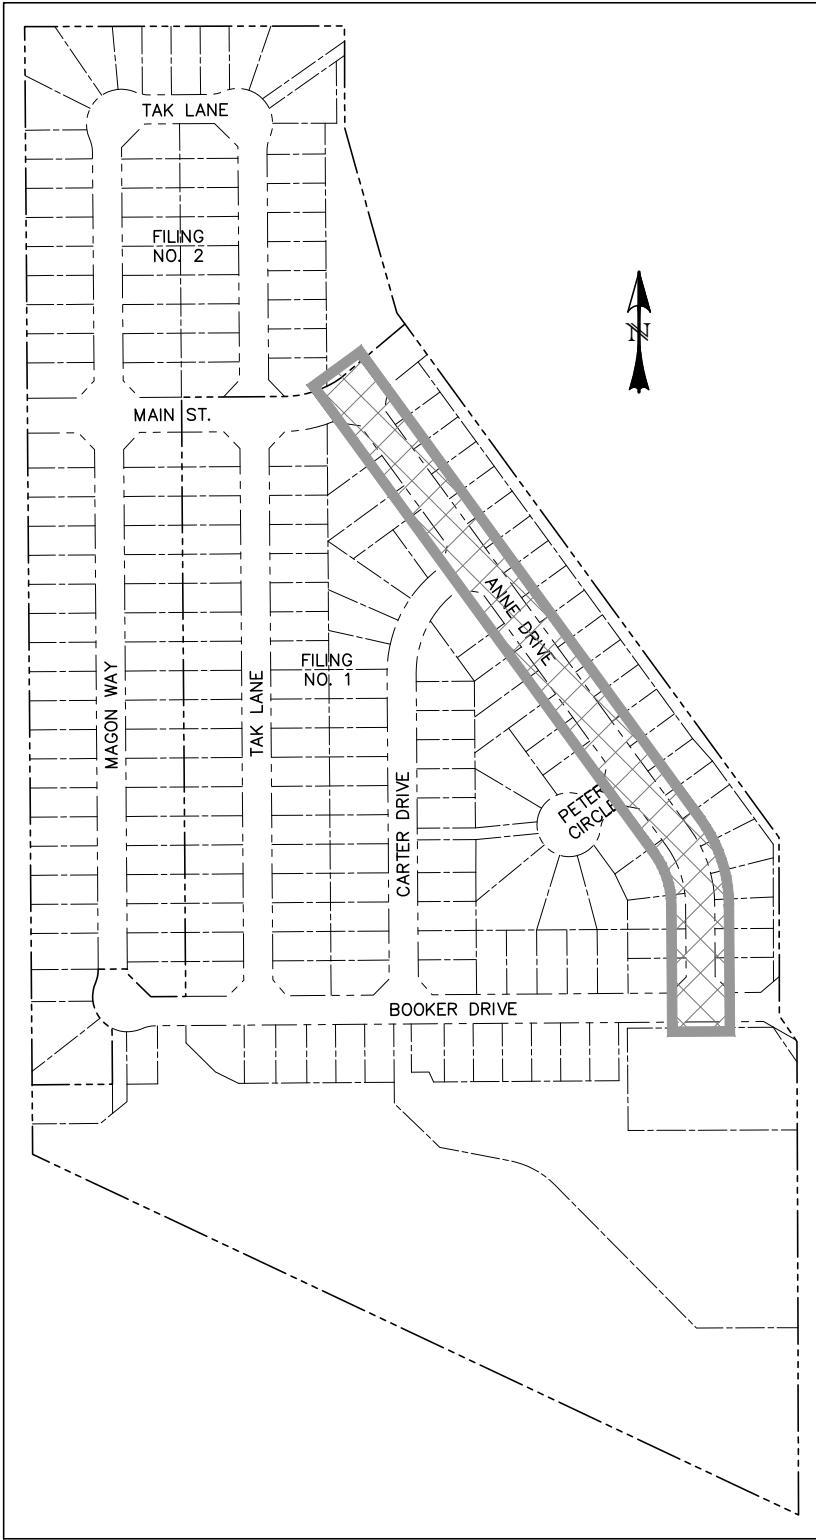 TAK LANE
FILING
NO. 2
N
MAIN ST.
ANNE DRIVE
FILING
NO. 1
MAGON WAY
TAK LANE
CARTER DRIVE
PETER
CIRCLE
BOOKER DRIVE